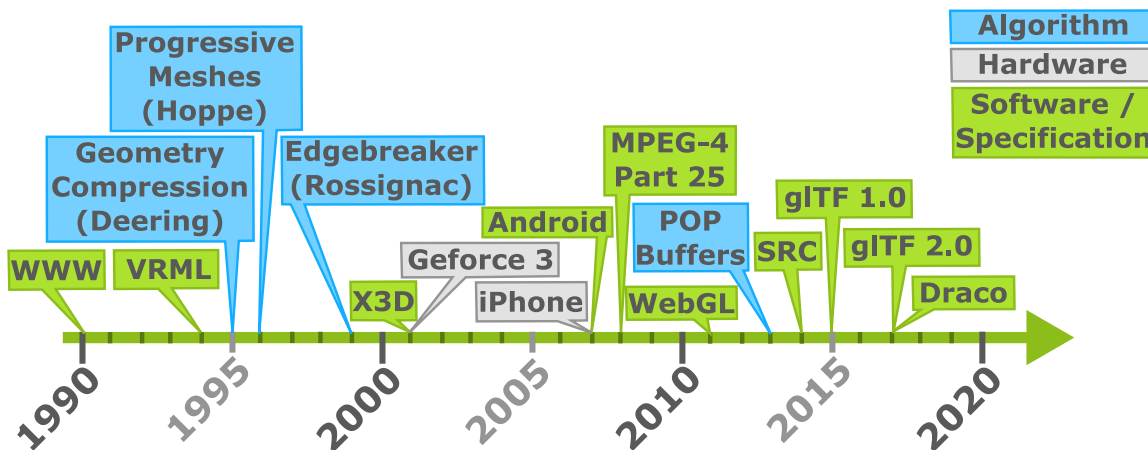 Progressive
Meshes
(Hoppe)
Algorithm
Hardware
Software /
Specification
Geometry
Compression
(Deering)
Edgebreaker
(Rossignac)
MPEG-4
Part 25
glTF 1.0
Android
POP
Buffers
SRC
glTF 2.0
WWW
VRML
Geforce 3
X3D
iPhone
WebGL
Draco
1990
1995
2000
2005
2010
2015
2020